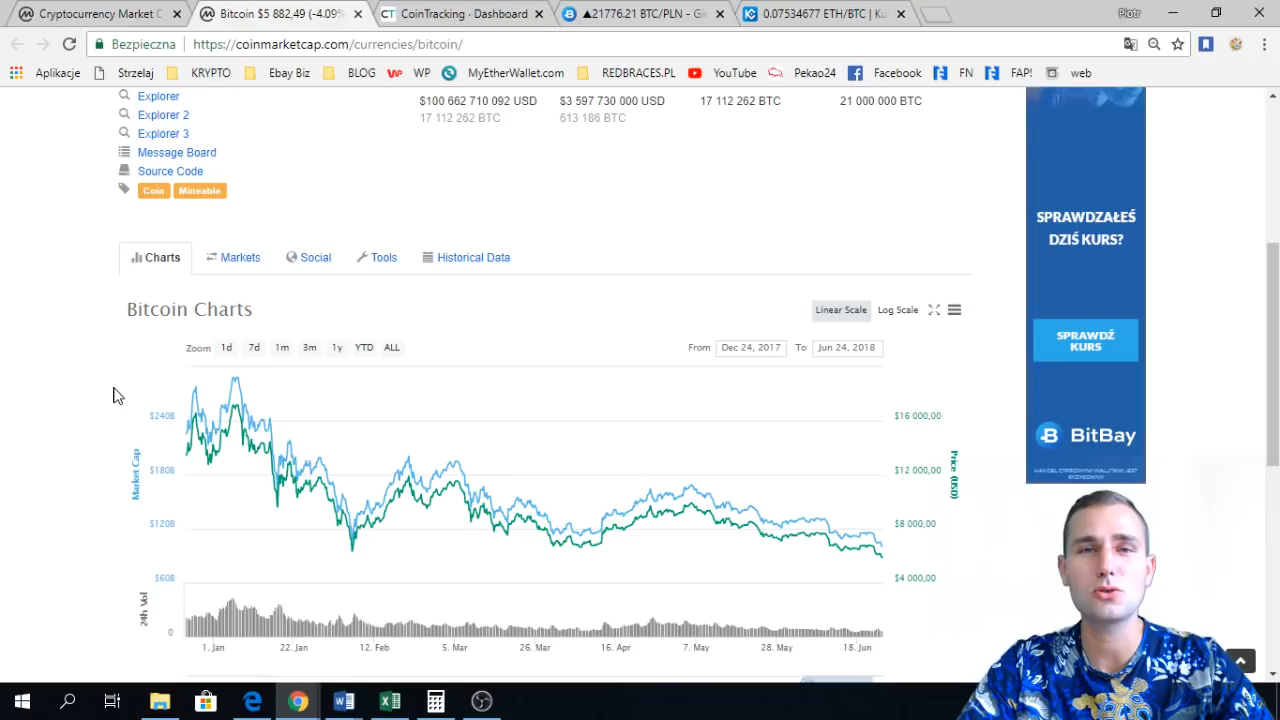 Cryptocurrency Market C
Bitcoin $5 882,49 (-4.09%
CoinTracking · Dashboard
▲21776.21 BTC/PLN - Gi
0.07534677 ETH/BTC | Ku
Piotr
Bezpieczna
https://coinmarketcap.com/currencies/bitcoin/
Aplikacje
Strzelaj
KRYPTO
Ebay Biz
BLOG
WP
MyEtherWallet.com
REDBRACES.PL
YouTube
Pekao24
Facebook
FN
FAP!
web
Explorer
$100 662 710 092 USD
$3 597 730 000 USD
17 112 262 BTC
21 000 000 BTC
17 112 262 BTC
613 186 BTC
Explorer 2
Explorer 3
Message Board
Source Code
Coin
Mineable
Charts
Markets
Social
Tools
Historical Data
Bitcoin Charts
Linear Scale
Log Scale
Zoom
1d
7d
1m
3m
1y
YTD
ALL
From
Dec 24, 2017
To
Jun 24, 2018
$240B
$180B
$120B
$60B
0
Market Cap
24h Vol
$16 000,00
$12 000,00
$8 000,00
$4 000,00
Price (USD)
1. Jan
22. Jan
12. Feb
5. Mar
26. Mar
16. Apr
7. May
28. May
18. Jun
SPRAWDZAŁEŚ
DZIŚ KURS?
SPRAWDŹ
KURS
BitBay
HANDEL CYFROWYMI WALUTAMI JEST
RYZYKOWNY